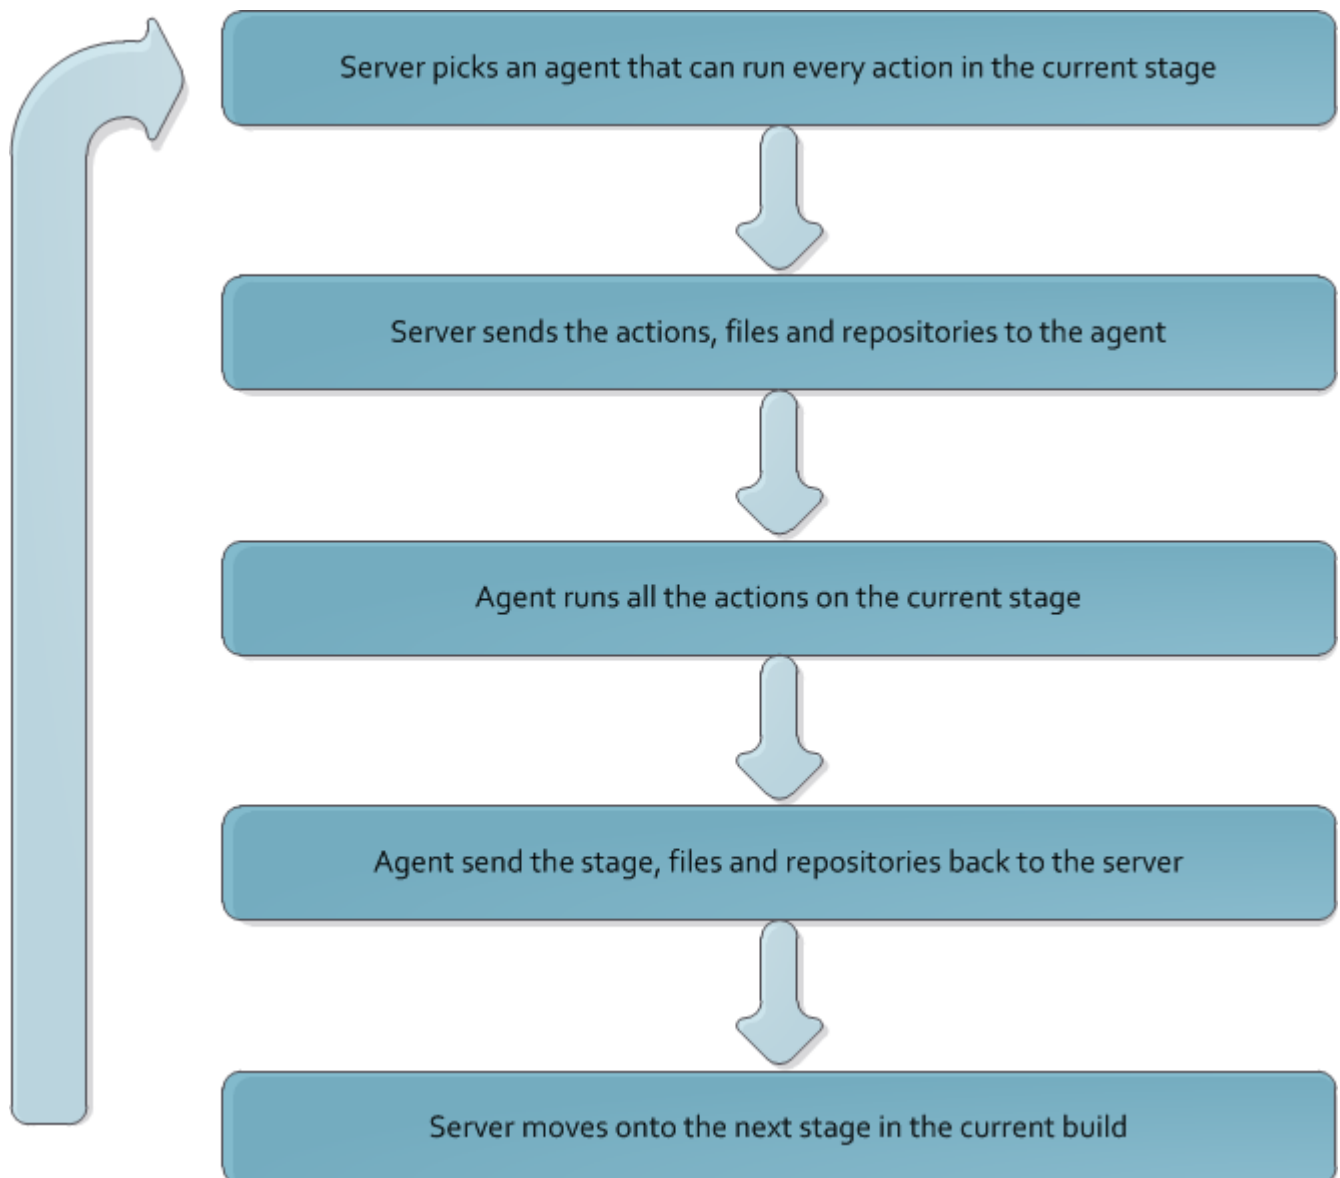 Server picks an agent that can run every action in the current stage
Server sends the actions, files and repositories to the agent
Agent runs all the actions on the current stage
Agent send the stage, files and repositories back to the server
Server moves onto the next stage in the current build